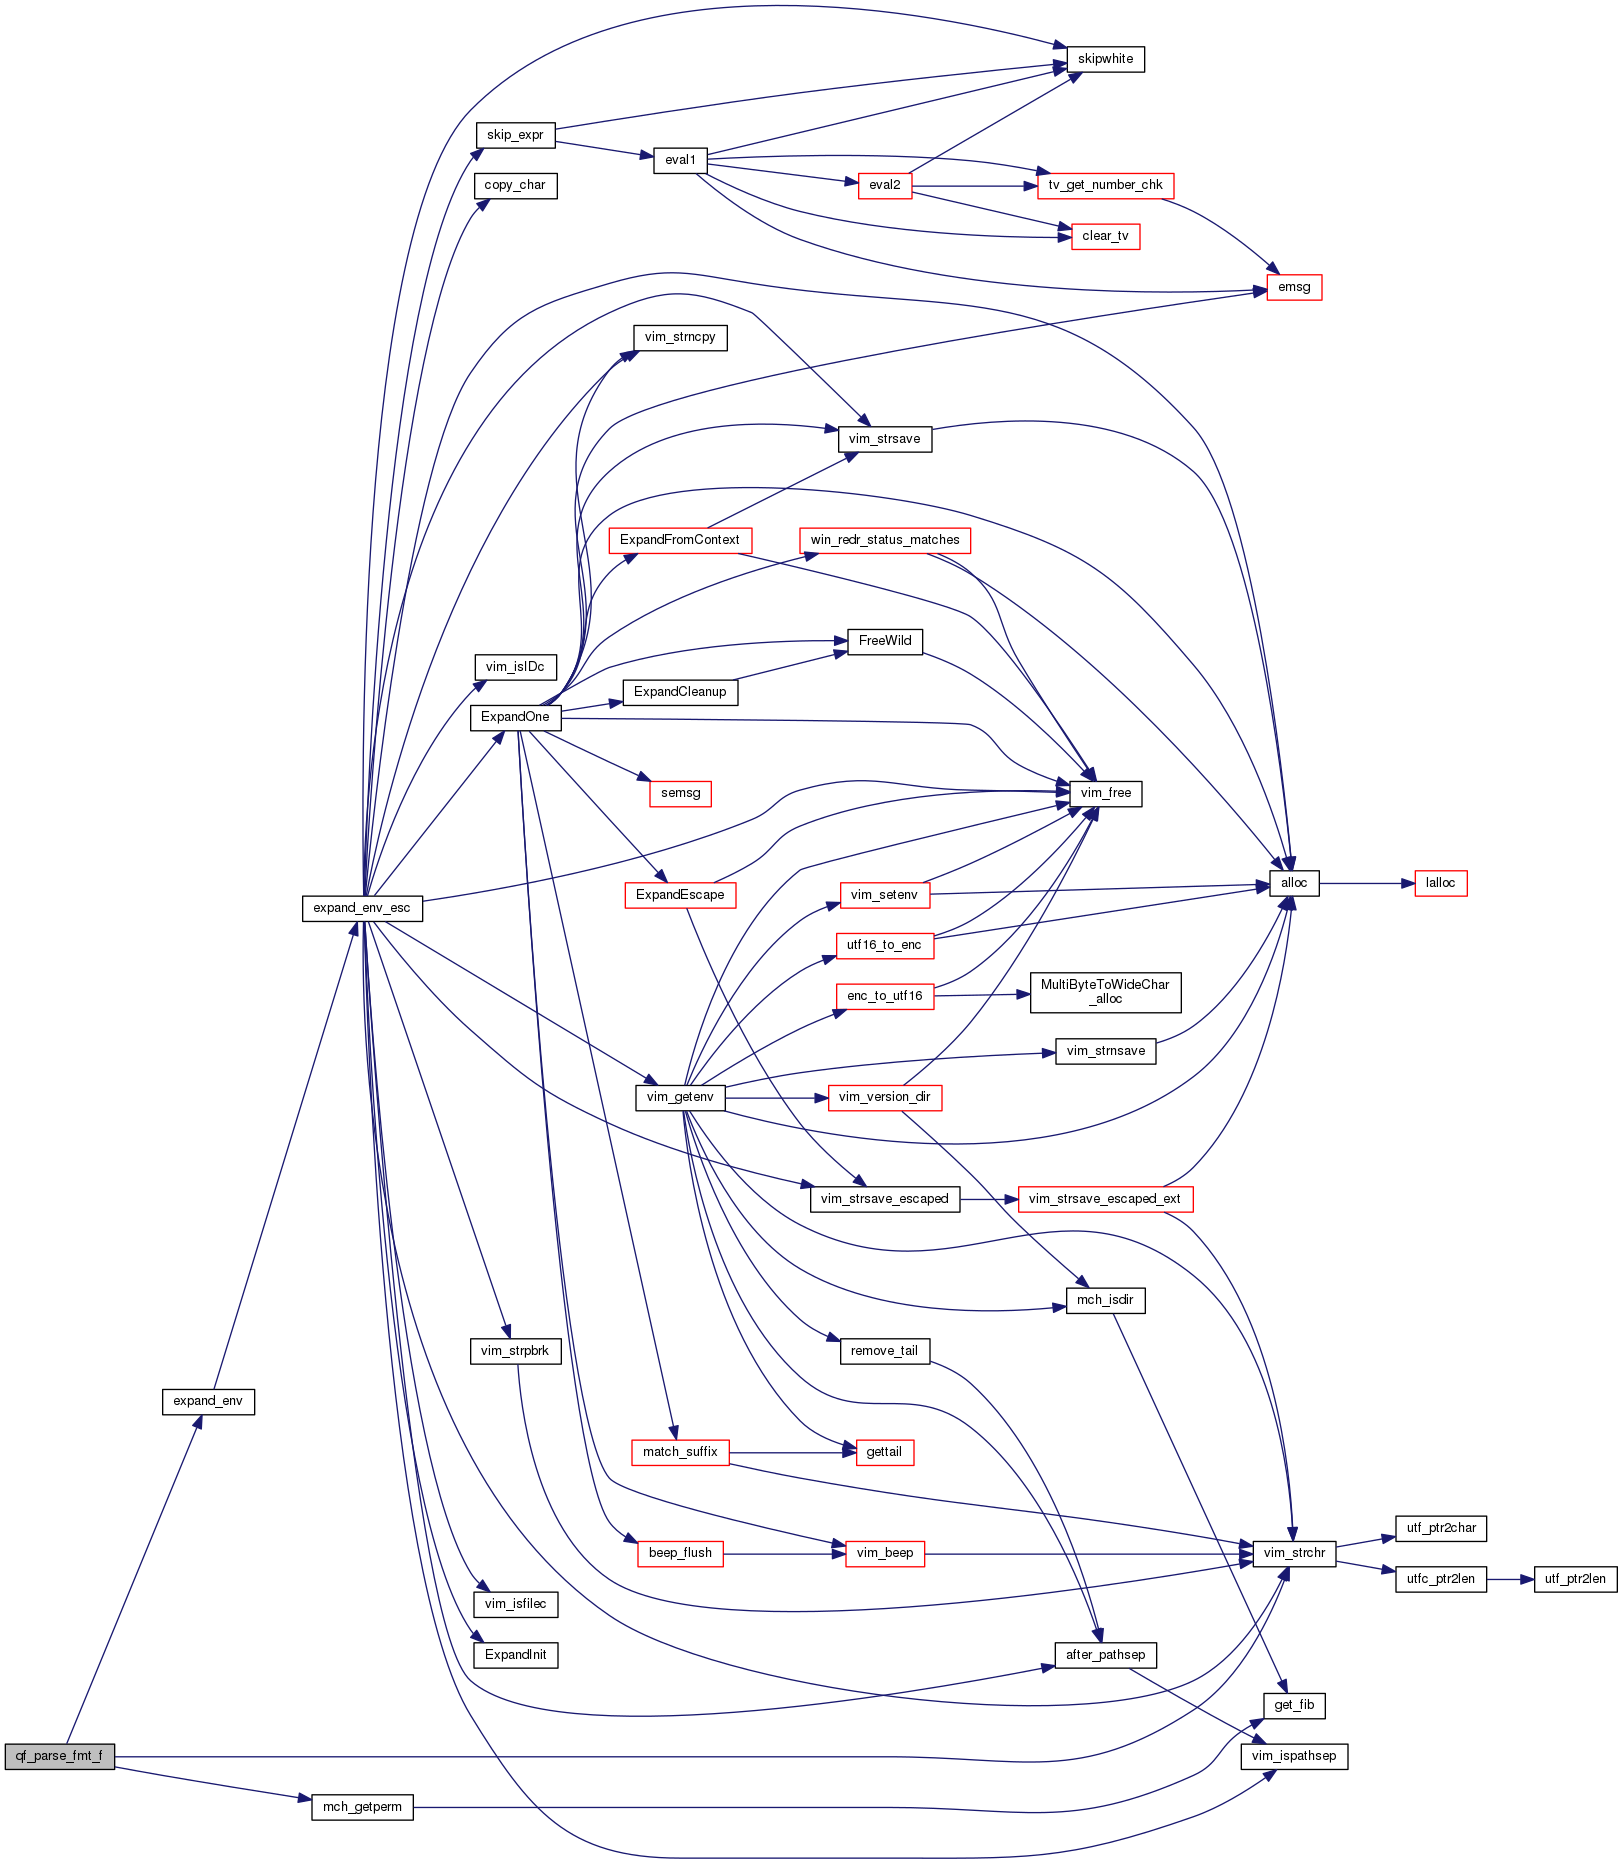 skipwhite
skip_expr
eval1
copy_char
eval2
tv_get_number_chk
clear_tv
emsg
vim_strncpy
vim_strsave
ExpandFromContext
win_redr_status_matches
FreeWild
vim_isIDc
ExpandCleanup
ExpandOne
semsg
vim_free
expand_env_esc
ExpandEscape
vim_setenv
alloc
lalloc
utf16_to_enc
enc_to_utf16
MultiByteToWideChar
_alloc
vim_strnsave
vim_getenv
vim_version_dir
vim_strsave_escaped
vim_strsave_escaped_ext
mch_isdir
vim_strpbrk
remove_tail
expand_env
match_suffix
gettail
beep_flush
vim_beep
vim_strchr
utf_ptr2char
utfc_ptr2len
utf_ptr2len
vim_isfilec
ExpandInit
after_pathsep
get_fib
qf_parse_fmt_f
vim_ispathsep
mch_getperm